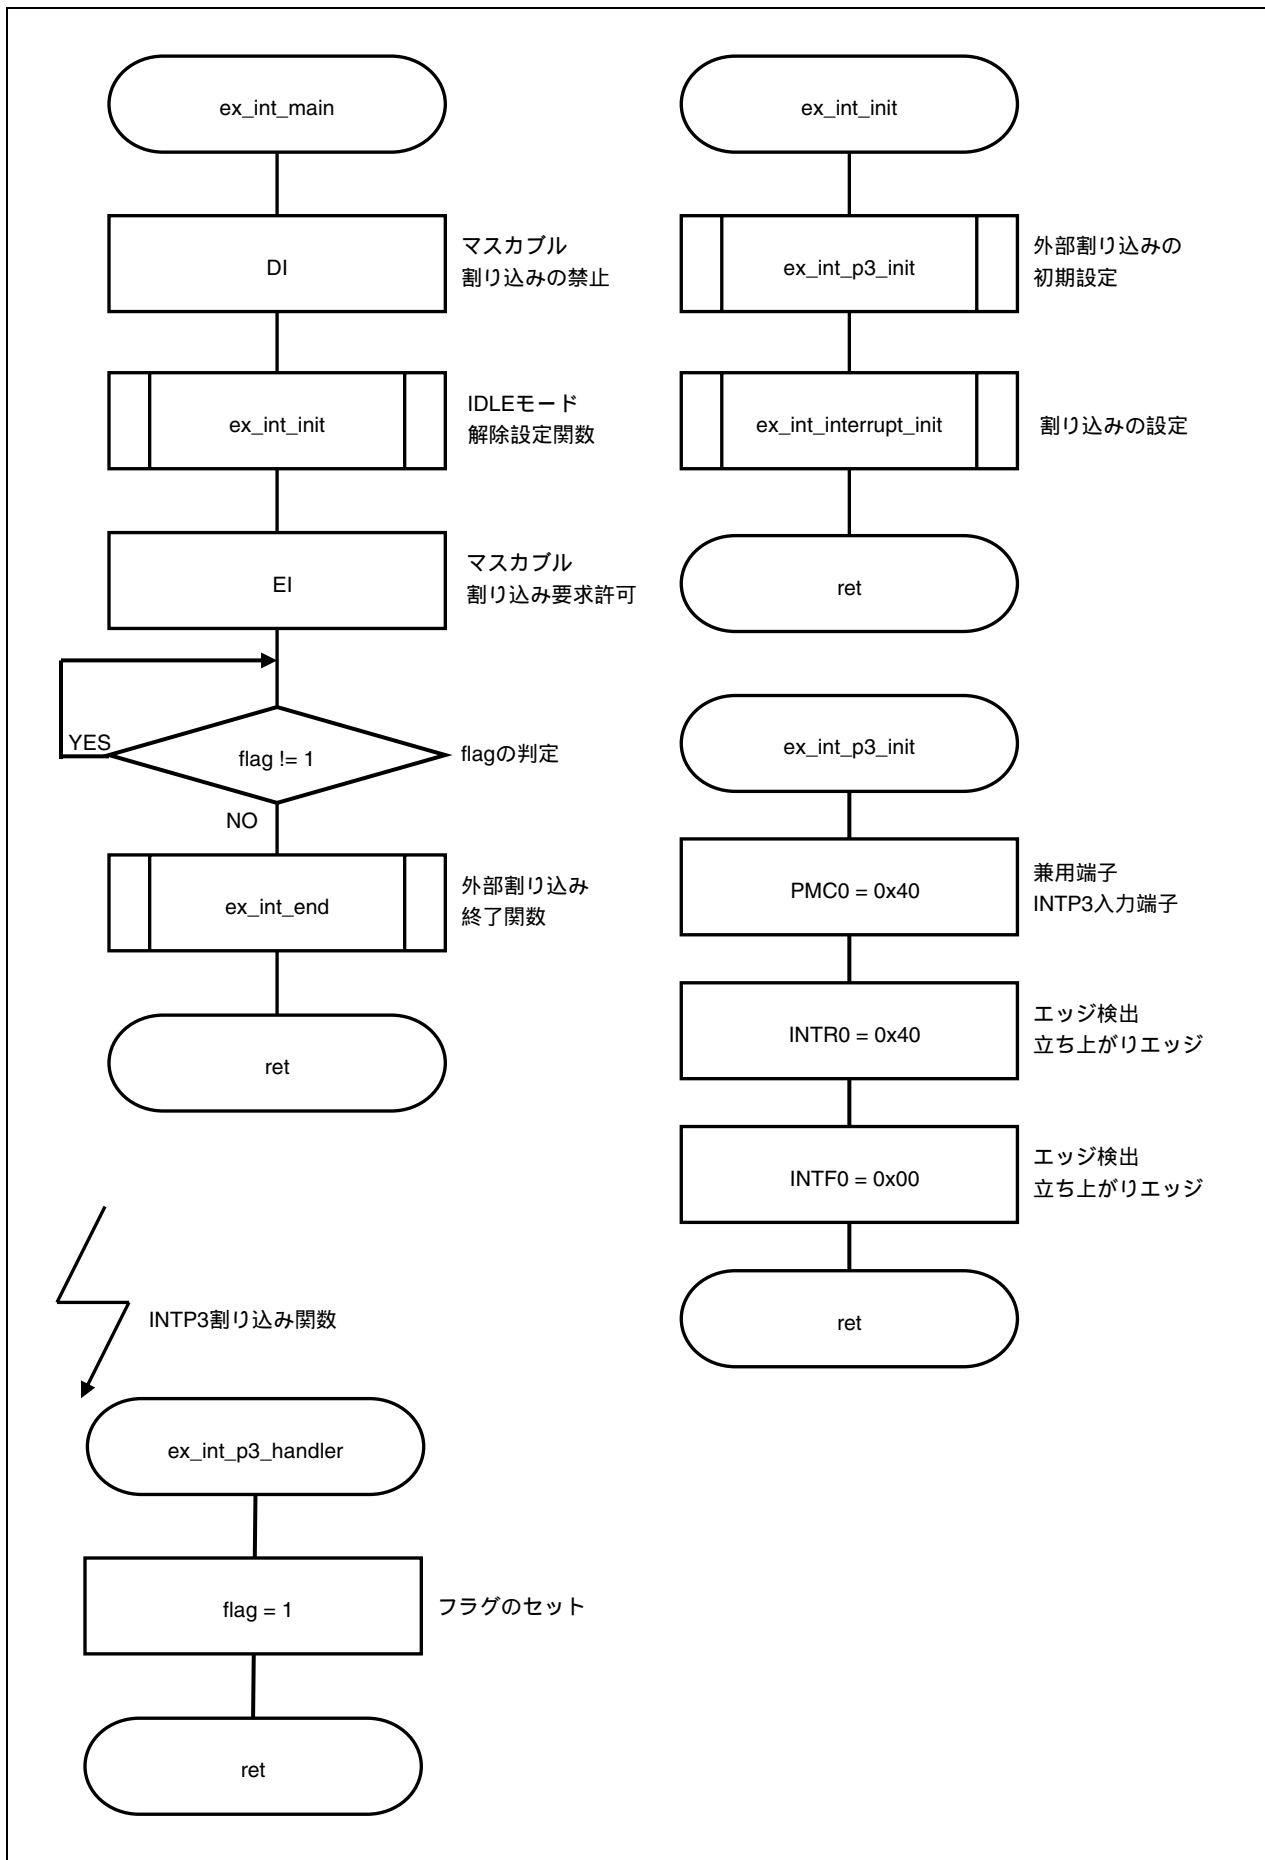 ex_int_main
DI
マスカブル
割り込みの禁止
ex_int_init
IDLEモード
解除設定関数
EI
マスカブル
割り込み要求許可
YES
flag != 1
flagの判定
NO
ex_int_end
外部割り込み
終了関数
ret
INTP3割り込み関数
ex_int_p3_handler
flag = 1
フラグのセット
ret
ex_int_init
ex_int_p3_init
外部割り込みの
初期設定
ex_int_interrupt_init
割り込みの設定
ret
ex_int_p3_init
PMC0 = 0x40
兼用端子
INTP3入力端子
INTR0 = 0x40
エッジ検出
立ち上がりエッジ
INTF0 = 0x00
エッジ検出
立ち上がりエッジ
ret